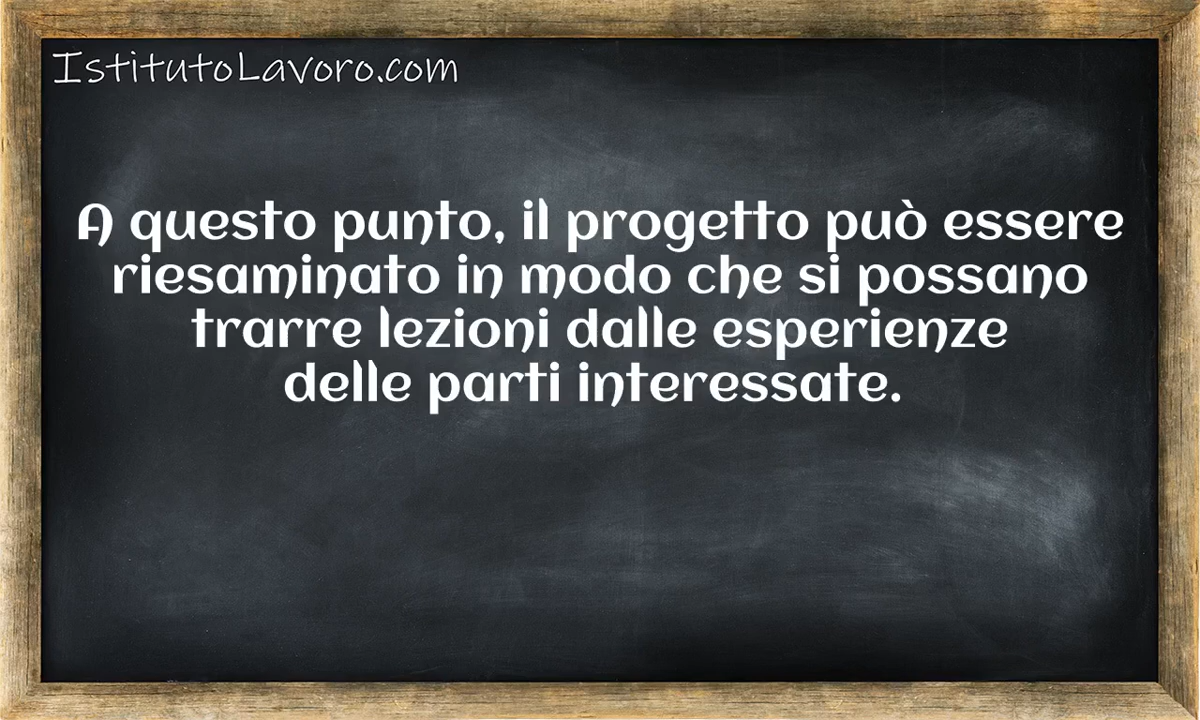 IstitutoLavoro.com
A questo punto, il progetto può essere
riesaminato in modo che si possano
trarre lezioni dalle esperienze
delle parti interessate.